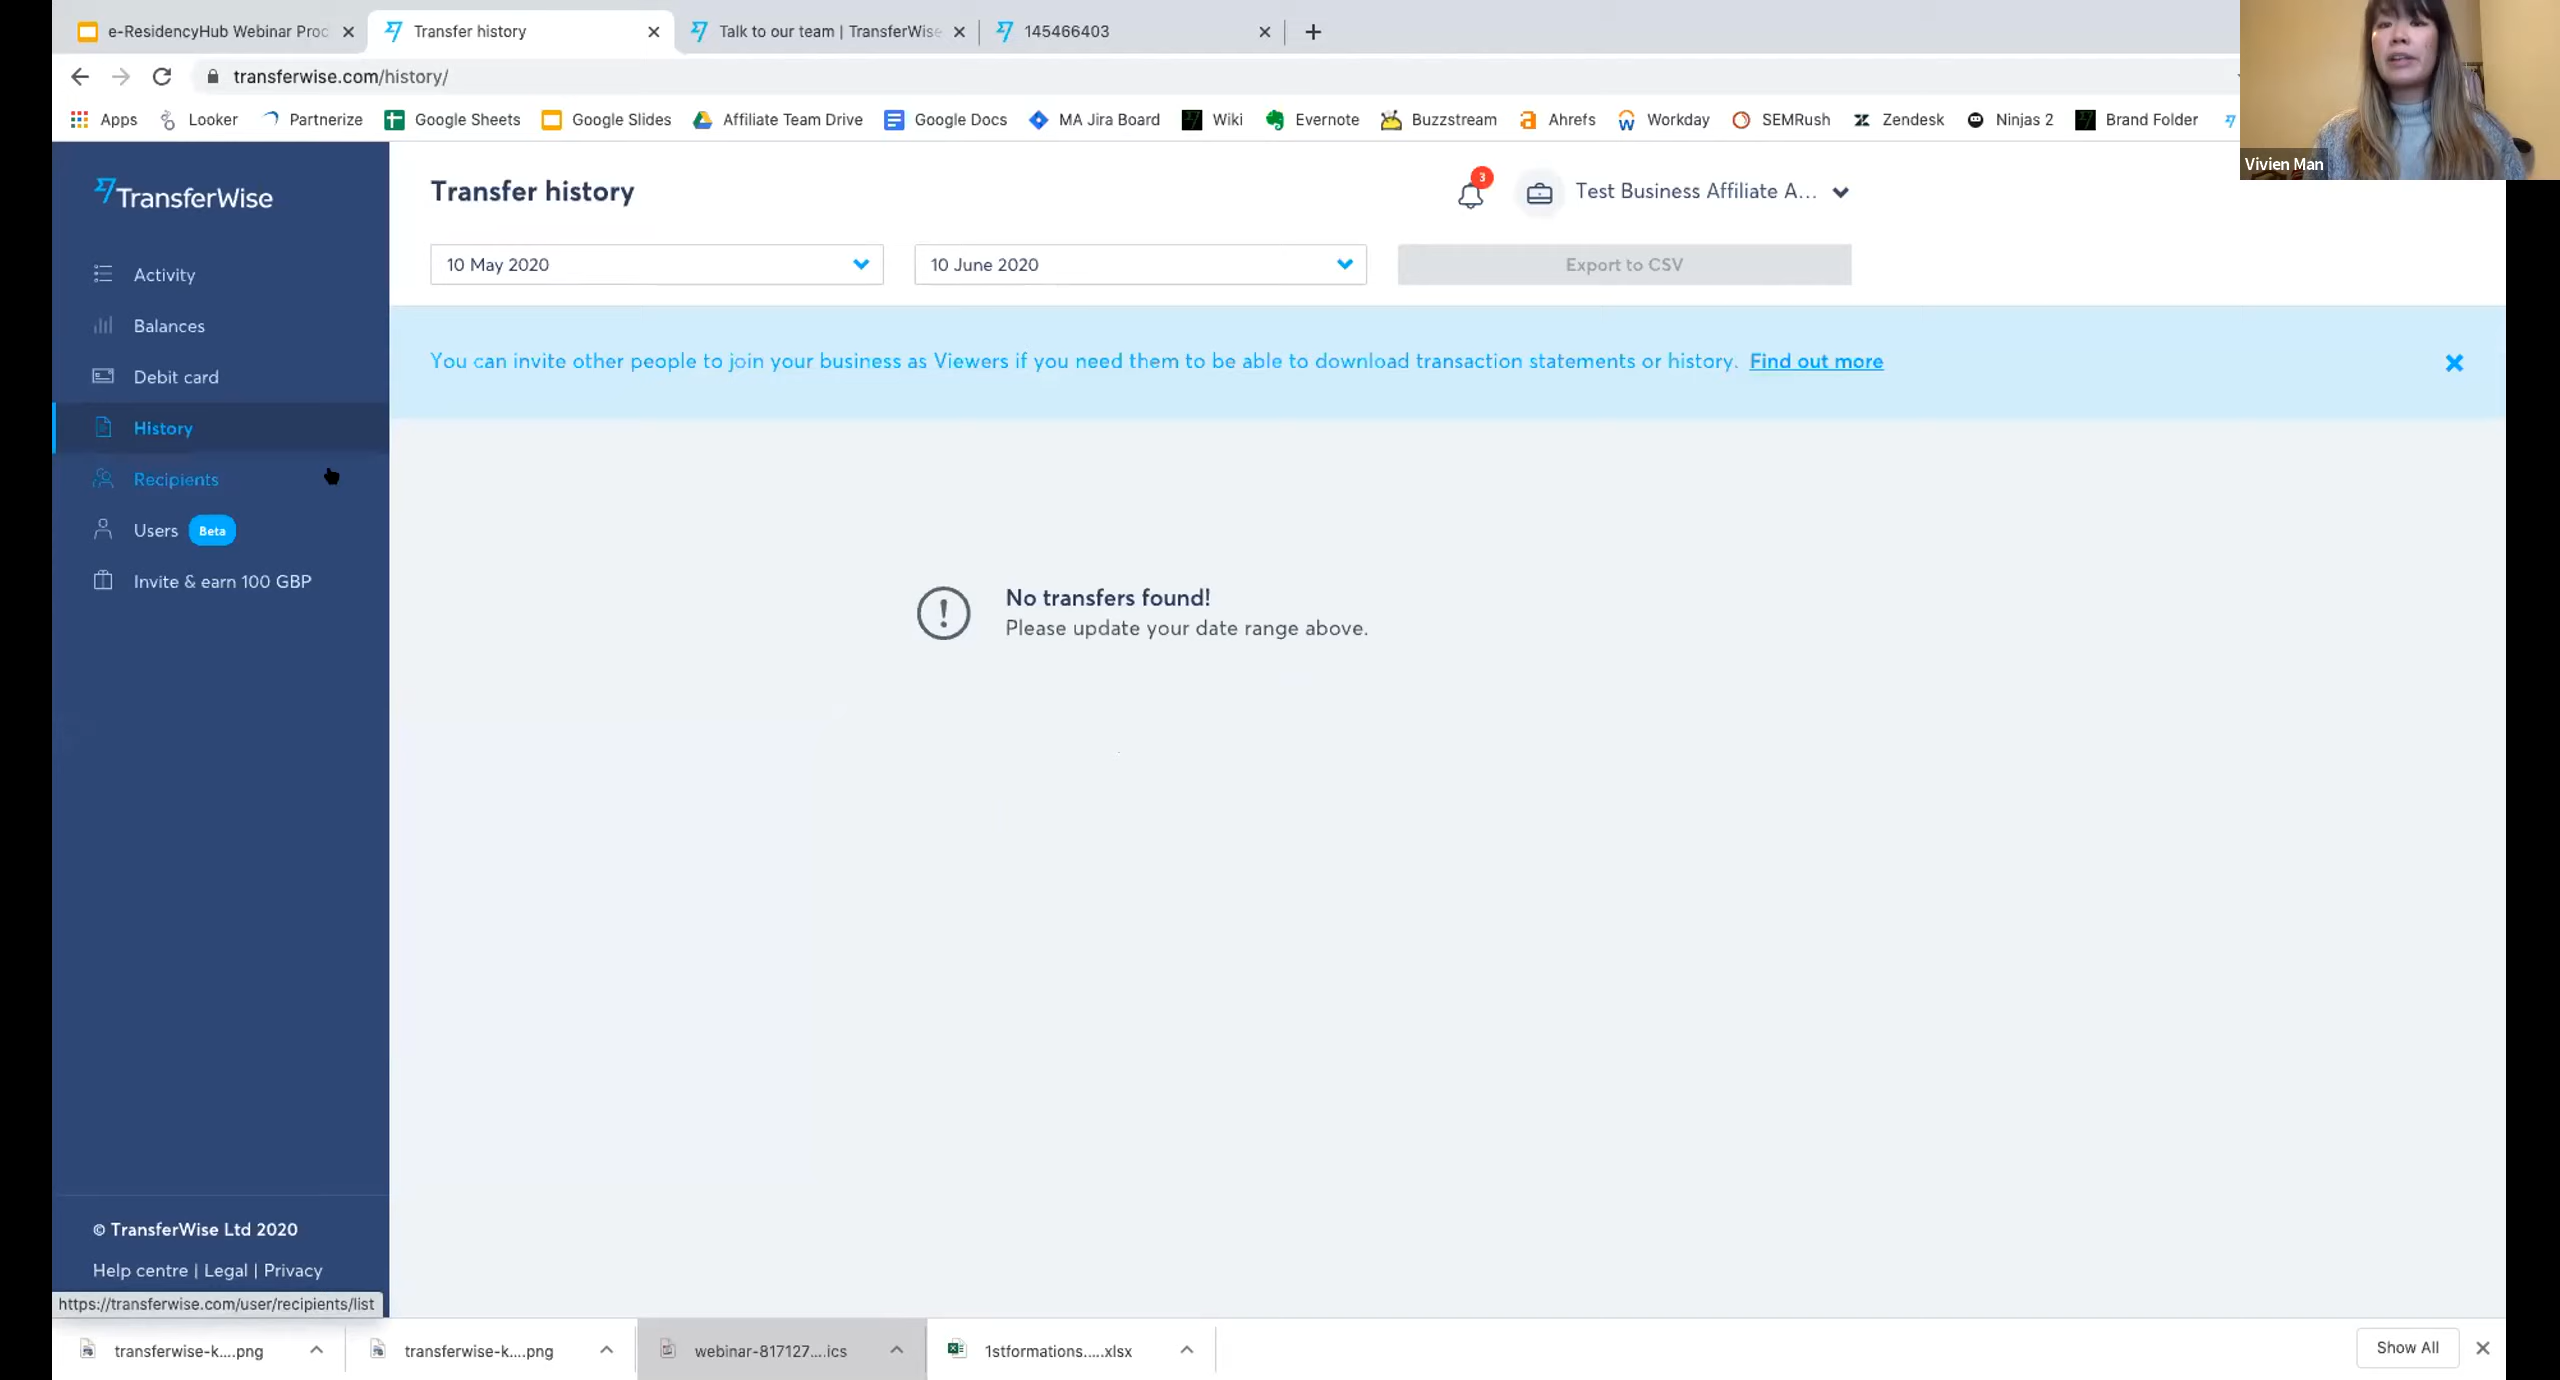 e-ResidencyHub Webinar Prod
Transfer history
Talk to our team | TransferWise
145466403
transferwise.com/history/
Apps
Looker
Partnerize
Google Sheets
Google Slides
Affiliate Team Drive
Google Docs
MA Jira Board
Wiki
Evernote
Buzzstream
Ahrefs
Workday
SEMRush
Zendesk
Ninjas 2
Brand Folder
Vivien Man
TransferWise
Activity
Balances
Debit card
History
Recipients
Users Beta
Invite & earn 100 GBP
Transfer history
3
Test Business Affiliate A...
10 May 2020
10 June 2020
Export to CSV
You can invite other people to join your business as Viewers if you need them to be able to download transaction statements or history. Find out more
No transfers found!
Please update your date range above.
© TransferWise Ltd 2020
Help centre | Legal | Privacy
https://transferwise.com/user/recipients/list
transferwise-k....png
transferwise-k....png
webinar-817127....ics
1stformations.....xlsx
Show All